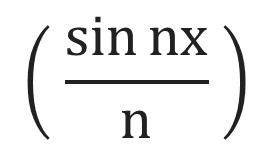 ( sin nx / n )